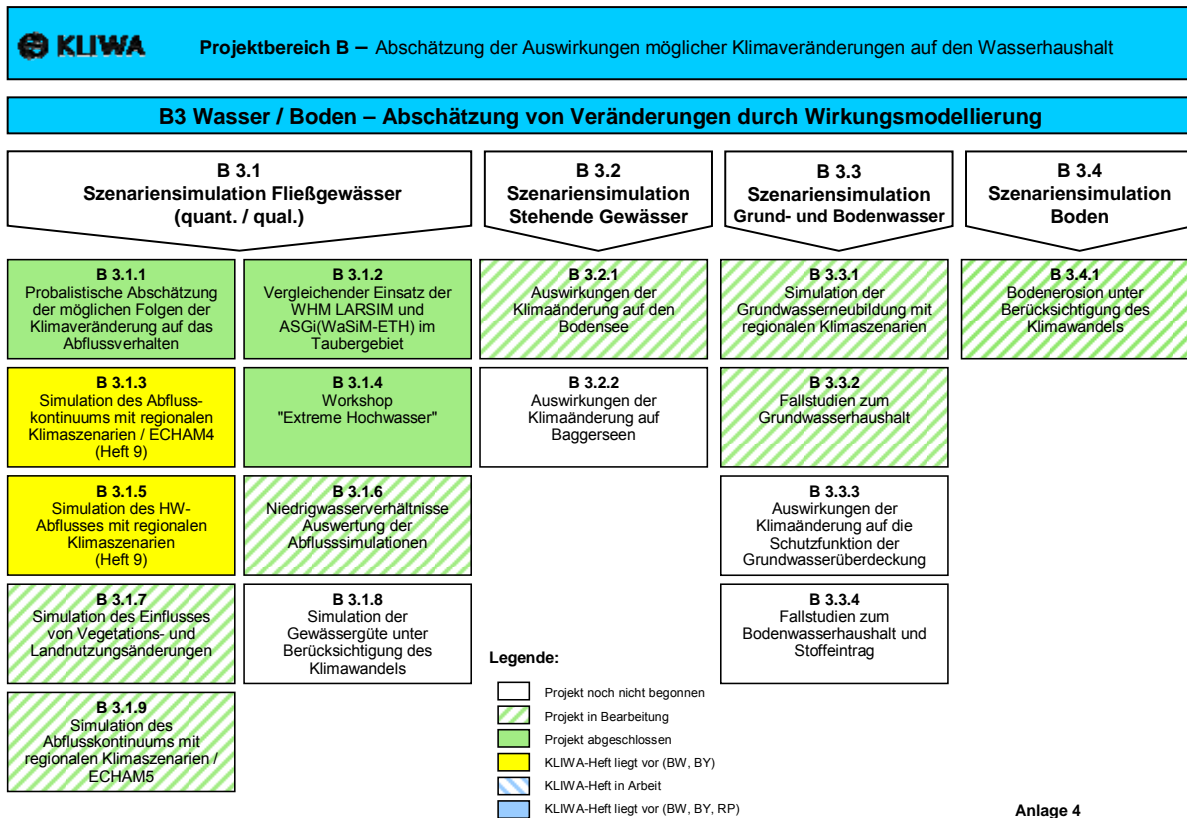 KLIWA
Projektbereich B – Abschätzung der Auswirkungen möglicher Klimaveränderungen auf den Wasserhaushalt
B3 Wasser / Boden – Abschätzung von Veränderungen durch Wirkungsmodellierung
B 3.1
Szenariensimulation Fließgewässer
(quant. / qual.)
B 3.2
Szenariensimulation
Stehende Gewässer
B 3.3
Szenariensimulation
Grund- und Bodenwasser
B 3.4
Szenariensimulation
Boden
B 3.1.1
Probalistische Abschätzung
der möglichen Folgen der
Klimaveränderung auf das
Abflussverhalten
B 3.1.2
Vergleichender Einsatz der
WHM LARSIM und
ASGi(WaSiM-ETH) im
Taubergebiet
B 3.2.1
Auswirkungen der
Klimaänderung auf den
Bodensee
B 3.3.1
Simulation der
Grundwasserneubildung mit
regionalen Klimaszenarien
B 3.4.1
Bodenerosion unter
Berücksichtigung des
Klimawandels
B 3.1.3
Simulation des Abfluss-
kontinuums mit regionalen
Klimaszenarien / ECHAM4
(Heft 9)
B 3.1.4
Workshop
"Extreme Hochwasser"
B 3.2.2
Auswirkungen der
Klimaänderung auf
Baggerseen
B 3.3.2
Fallstudien zum
Grundwasserhaushalt
B 3.1.5
Simulation des HW-
Abflusses mit regionalen
Klimaszenarien
(Heft 9)
B 3.1.6
Niedrigwasserverhältnisse
Auswertung der
Abflusssimulationen
B 3.3.3
Auswirkungen der
Klimaänderung auf die
Schutzfunktion der
Grundwasserüberdeckung
B 3.1.7
Simulation des Einflusses
von Vegetations- und
Landnutzungsänderungen
B 3.1.8
Simulation der
Gewässergüte unter
Berücksichtigung des
Klimawandels
B 3.3.4
Fallstudien zum
Bodenwasserhaushalt und
Stoffeintrag
B 3.1.9
Simulation des
Abflusskontinuums mit
regionalen Klimaszenarien /
ECHAM5
Legende:
Projekt noch nicht begonnen
Projekt in Bearbeitung
Projekt abgeschlossen
KLIWA-Heft liegt vor (BW, BY)
KLIWA-Heft in Arbeit
KLIWA-Heft liegt vor (BW, BY, RP)
Anlage 4